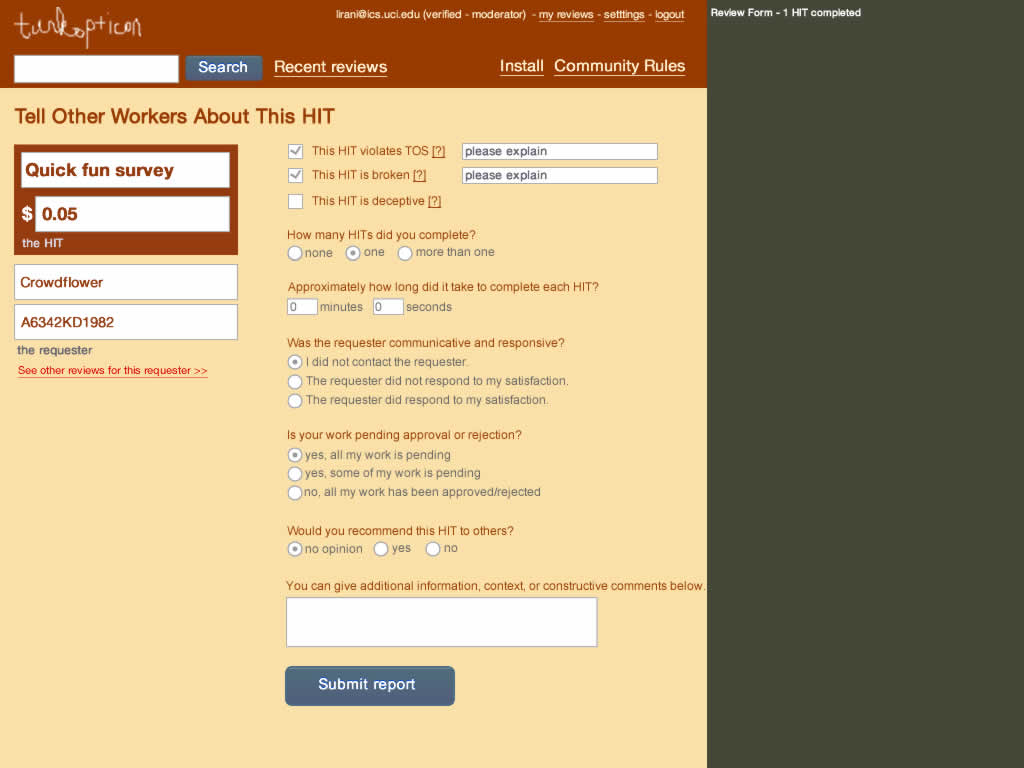 turkopticon
lirani@ics.uci.edu (verified - moderator) - my reviews - setttings - logout
Search Recent reviews Install Community Rules
Review Form - 1 HIT completed
Tell Other Workers About This HIT
Quick fun survey
$ 0.05
the HIT
Crowdflower
A6342KD1982
the requester
See other reviews for this requester >>
This HIT violates TOS [?] please explain
This HIT is broken [?] please explain
This HIT is deceptive [?]
How many HITs did you complete?
none one more than one
Approximately how long did it take to complete each HIT?
0 minutes 0 seconds
Was the requester communicative and responsive?
I did not contact the requester.
The requester did not respond to my satisfaction.
The requester did respond to my satisfaction.
Is your work pending approval or rejection?
yes, all my work is pending
yes, some of my work is pending
no, all my work has been approved/rejected
Would you recommend this HIT to others?
no opinion yes no
You can give additional information, context, or constructive comments below.
Submit report